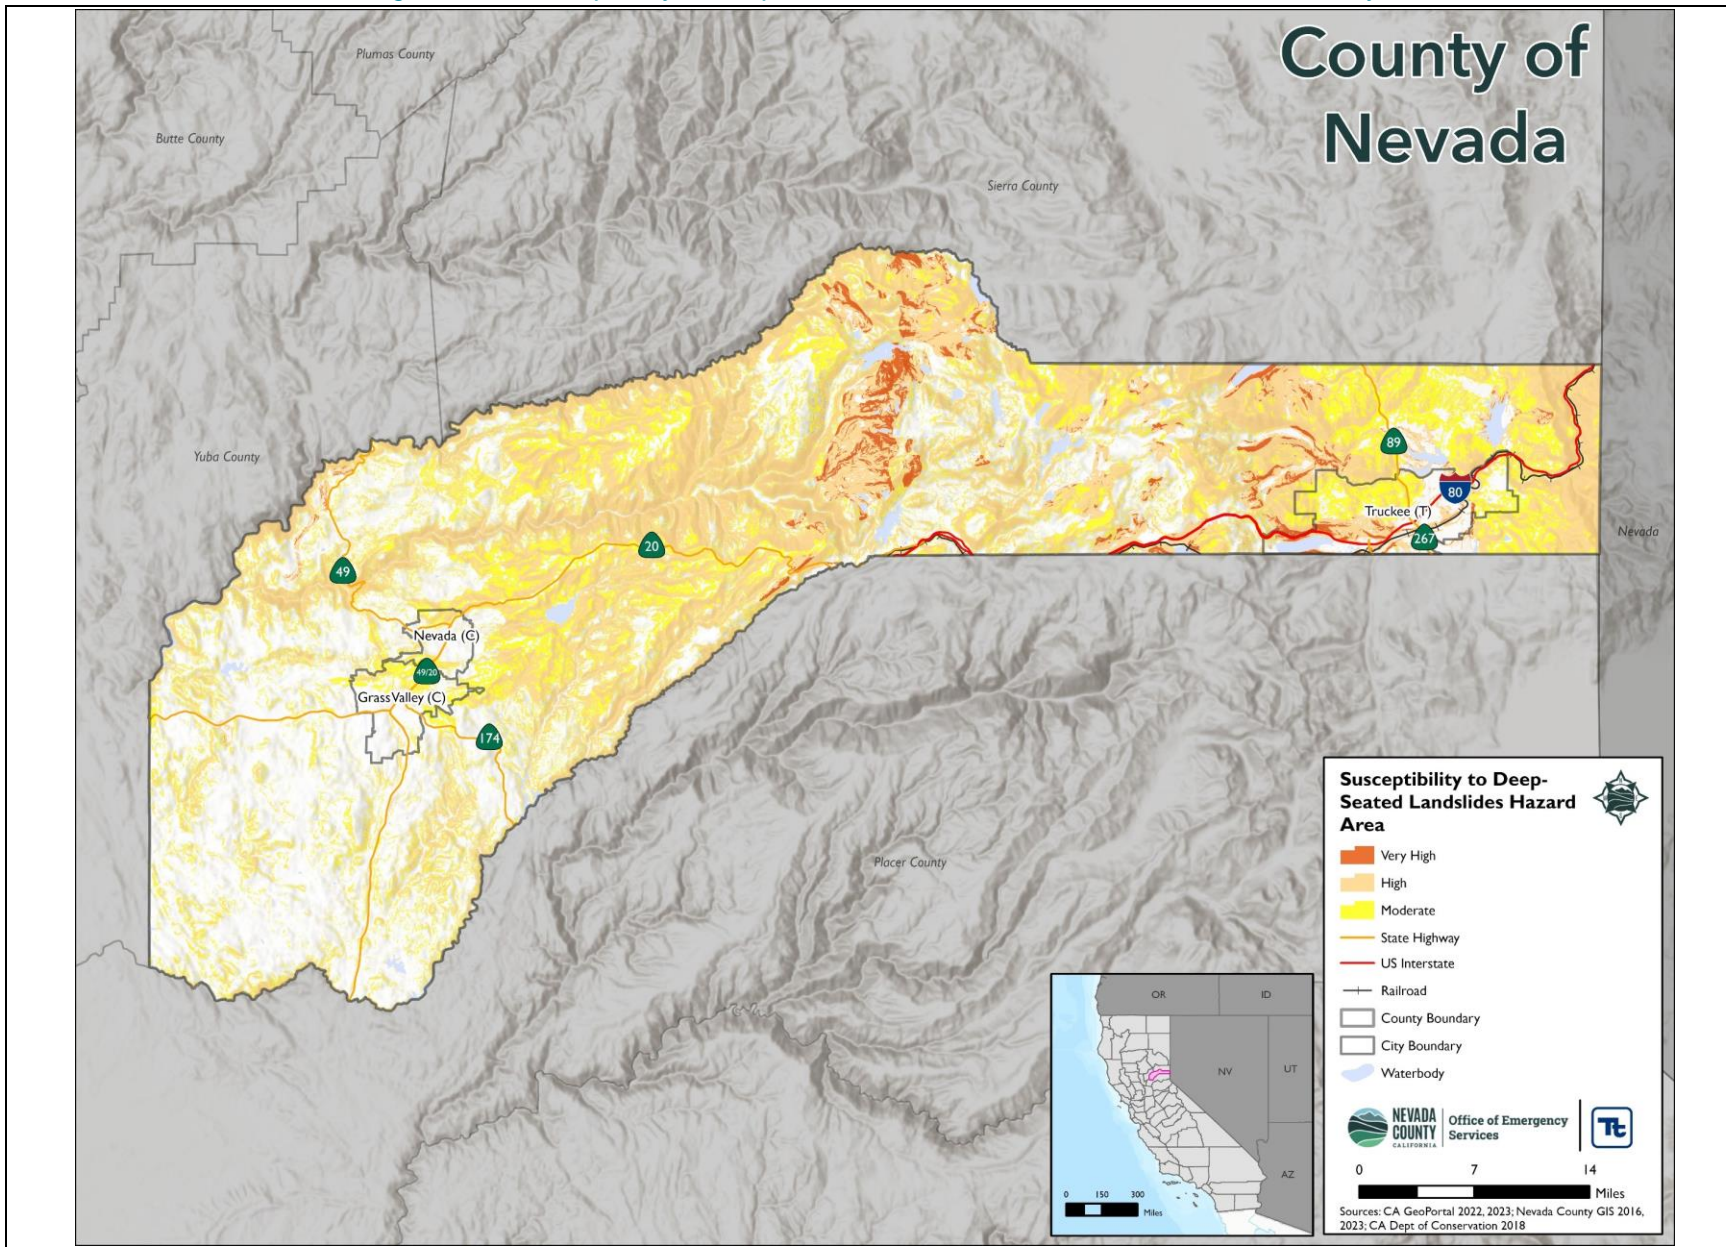 County of
Nevada
Plumas County
Butte County
Sierra County
Yuba County
89
80
Truckee (T)
267
Nevada
20
49
Nevada (C)
49/20
Grass Valley (C)
174
Placer County
Susceptibility to Deep-
Seated Landslides Hazard
Area
Very High
High
Moderate
State Highway
US Interstate
Railroad
County Boundary
City Boundary
Waterbody
NEVADA
COUNTY
CALIFORNIA
Office of Emergency
Services
Tt
0 7 14
Miles
Sources: CA GeoPortal 2022, 2023; Nevada County GIS 2016,
2023; CA Dept of Conservation 2018
OR ID
NV UT
AZ
0 150 300
Miles